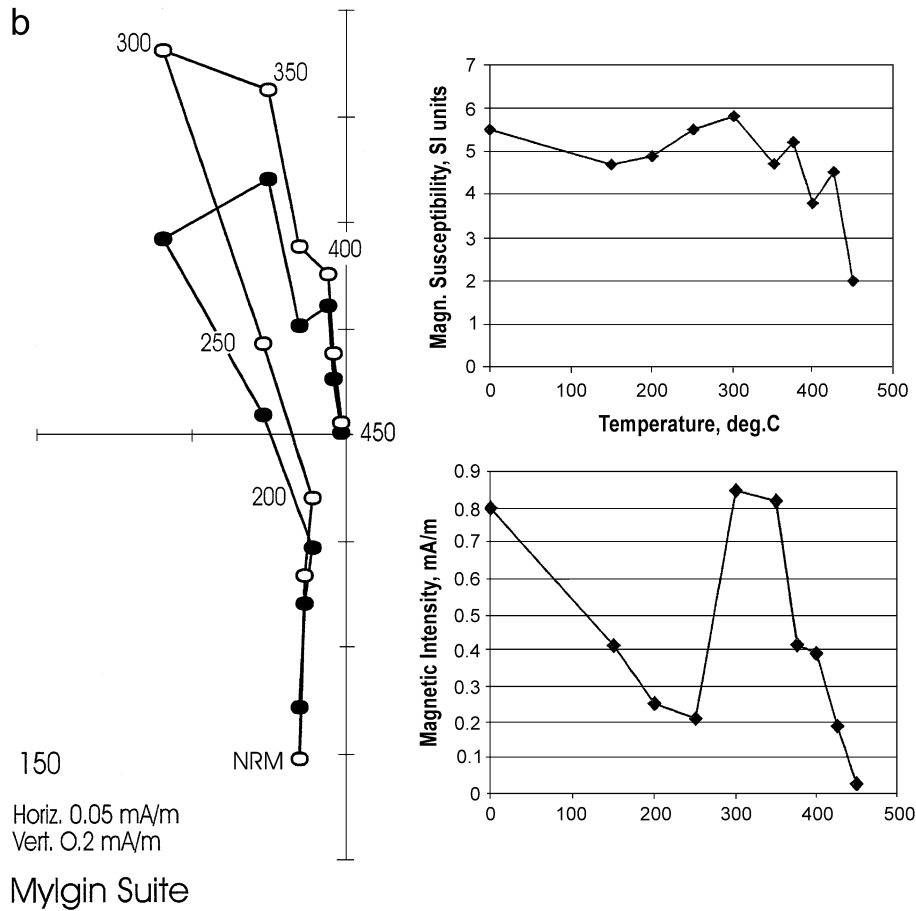 b
300
350
400
250
450
200
NRM
150
Horiz. 0.05 mA/m
Vert. 0.2 mA/m
Mylgin Suite
Magn. Susceptibility, SI units
7
6
5
4
3
2
1
0
0 100 200 300 400 500
Temperature, deg.C
Magnetic Intensity, mA/m
0.9
0.8
0.7
0.6
0.5
0.4
0.3
0.2
0.1
0
0 100 200 300 400 500